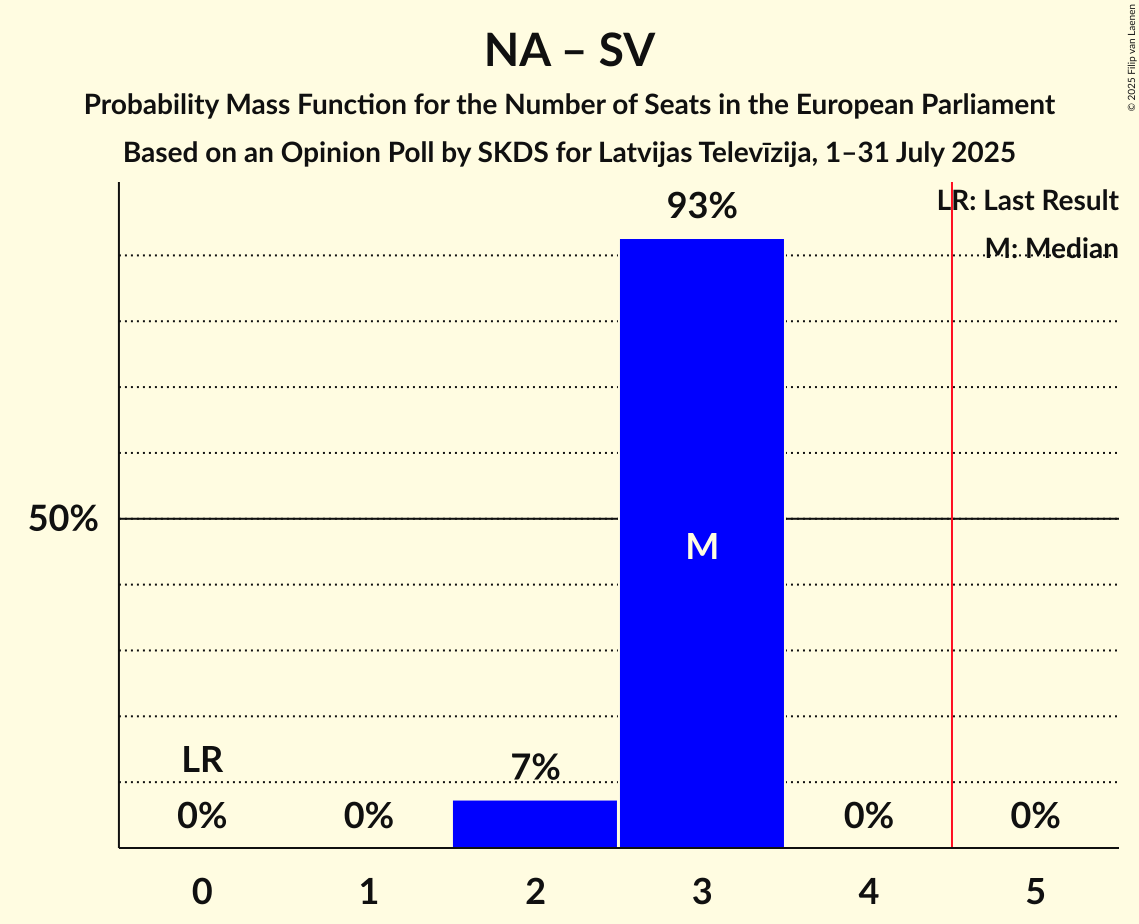 NA – SV
Probability Mass Function for the Number of Seats in the European Parliament
Based on an Opinion Poll by SKDS for Latvijas Televīzija, 1–31 July 2025
© 2025 Filip van Laenen
LR: Last Result
M: Median
93%
50%
M
LR
7%
0% 0% 0% 0%
0 1 2 3 4 5